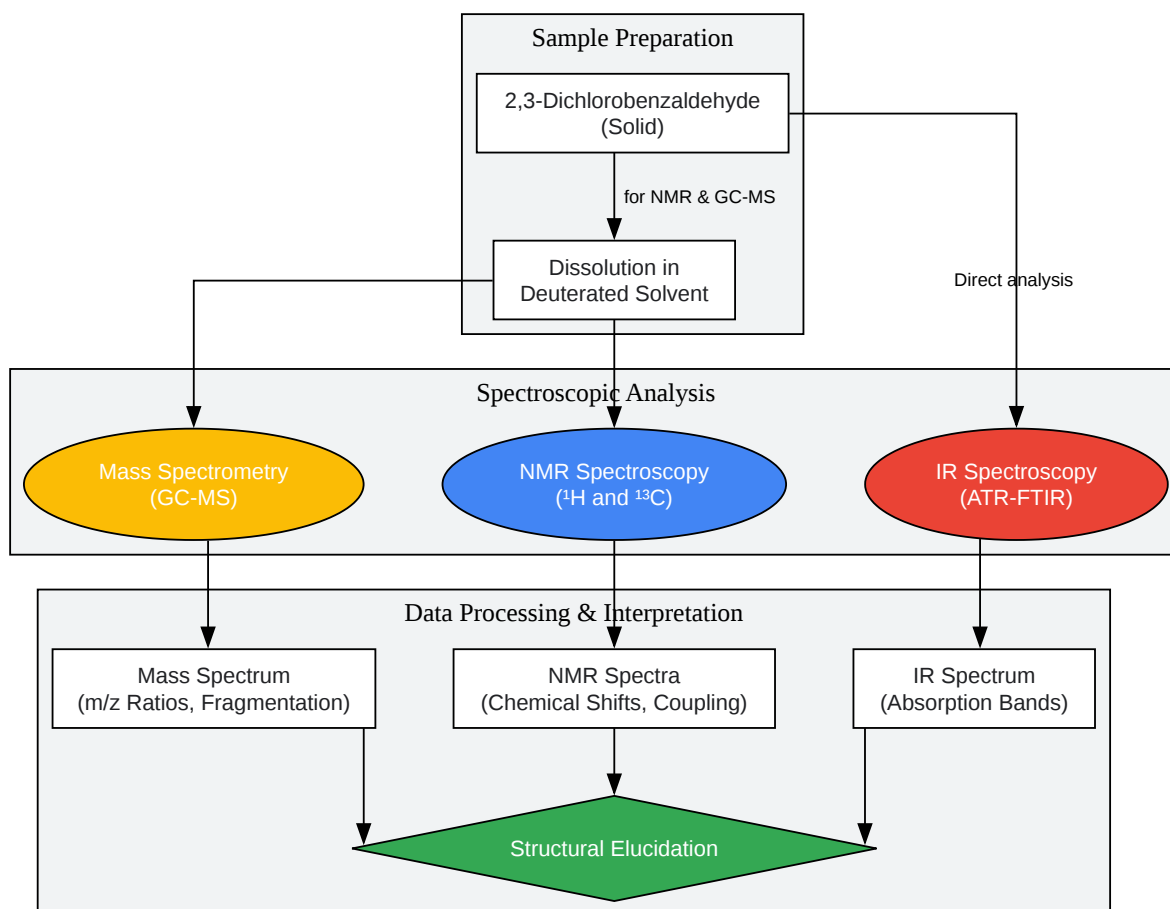 Sample Preparation
2,3-Dichlorobenzaldehyde
(Solid)
for NMR & GC-MS
Dissolution in
Deuterated Solvent
Direct analysis
Spectroscopic Analysis
Mass Spectrometry
(GC-MS)
NMR Spectroscopy
(¹H and ¹³C)
IR Spectroscopy
(ATR-FTIR)
Data Processing & Interpretation
Mass Spectrum
(m/z Ratios, Fragmentation)
NMR Spectra
(Chemical Shifts, Coupling)
IR Spectrum
(Absorption Bands)
Structural Elucidation